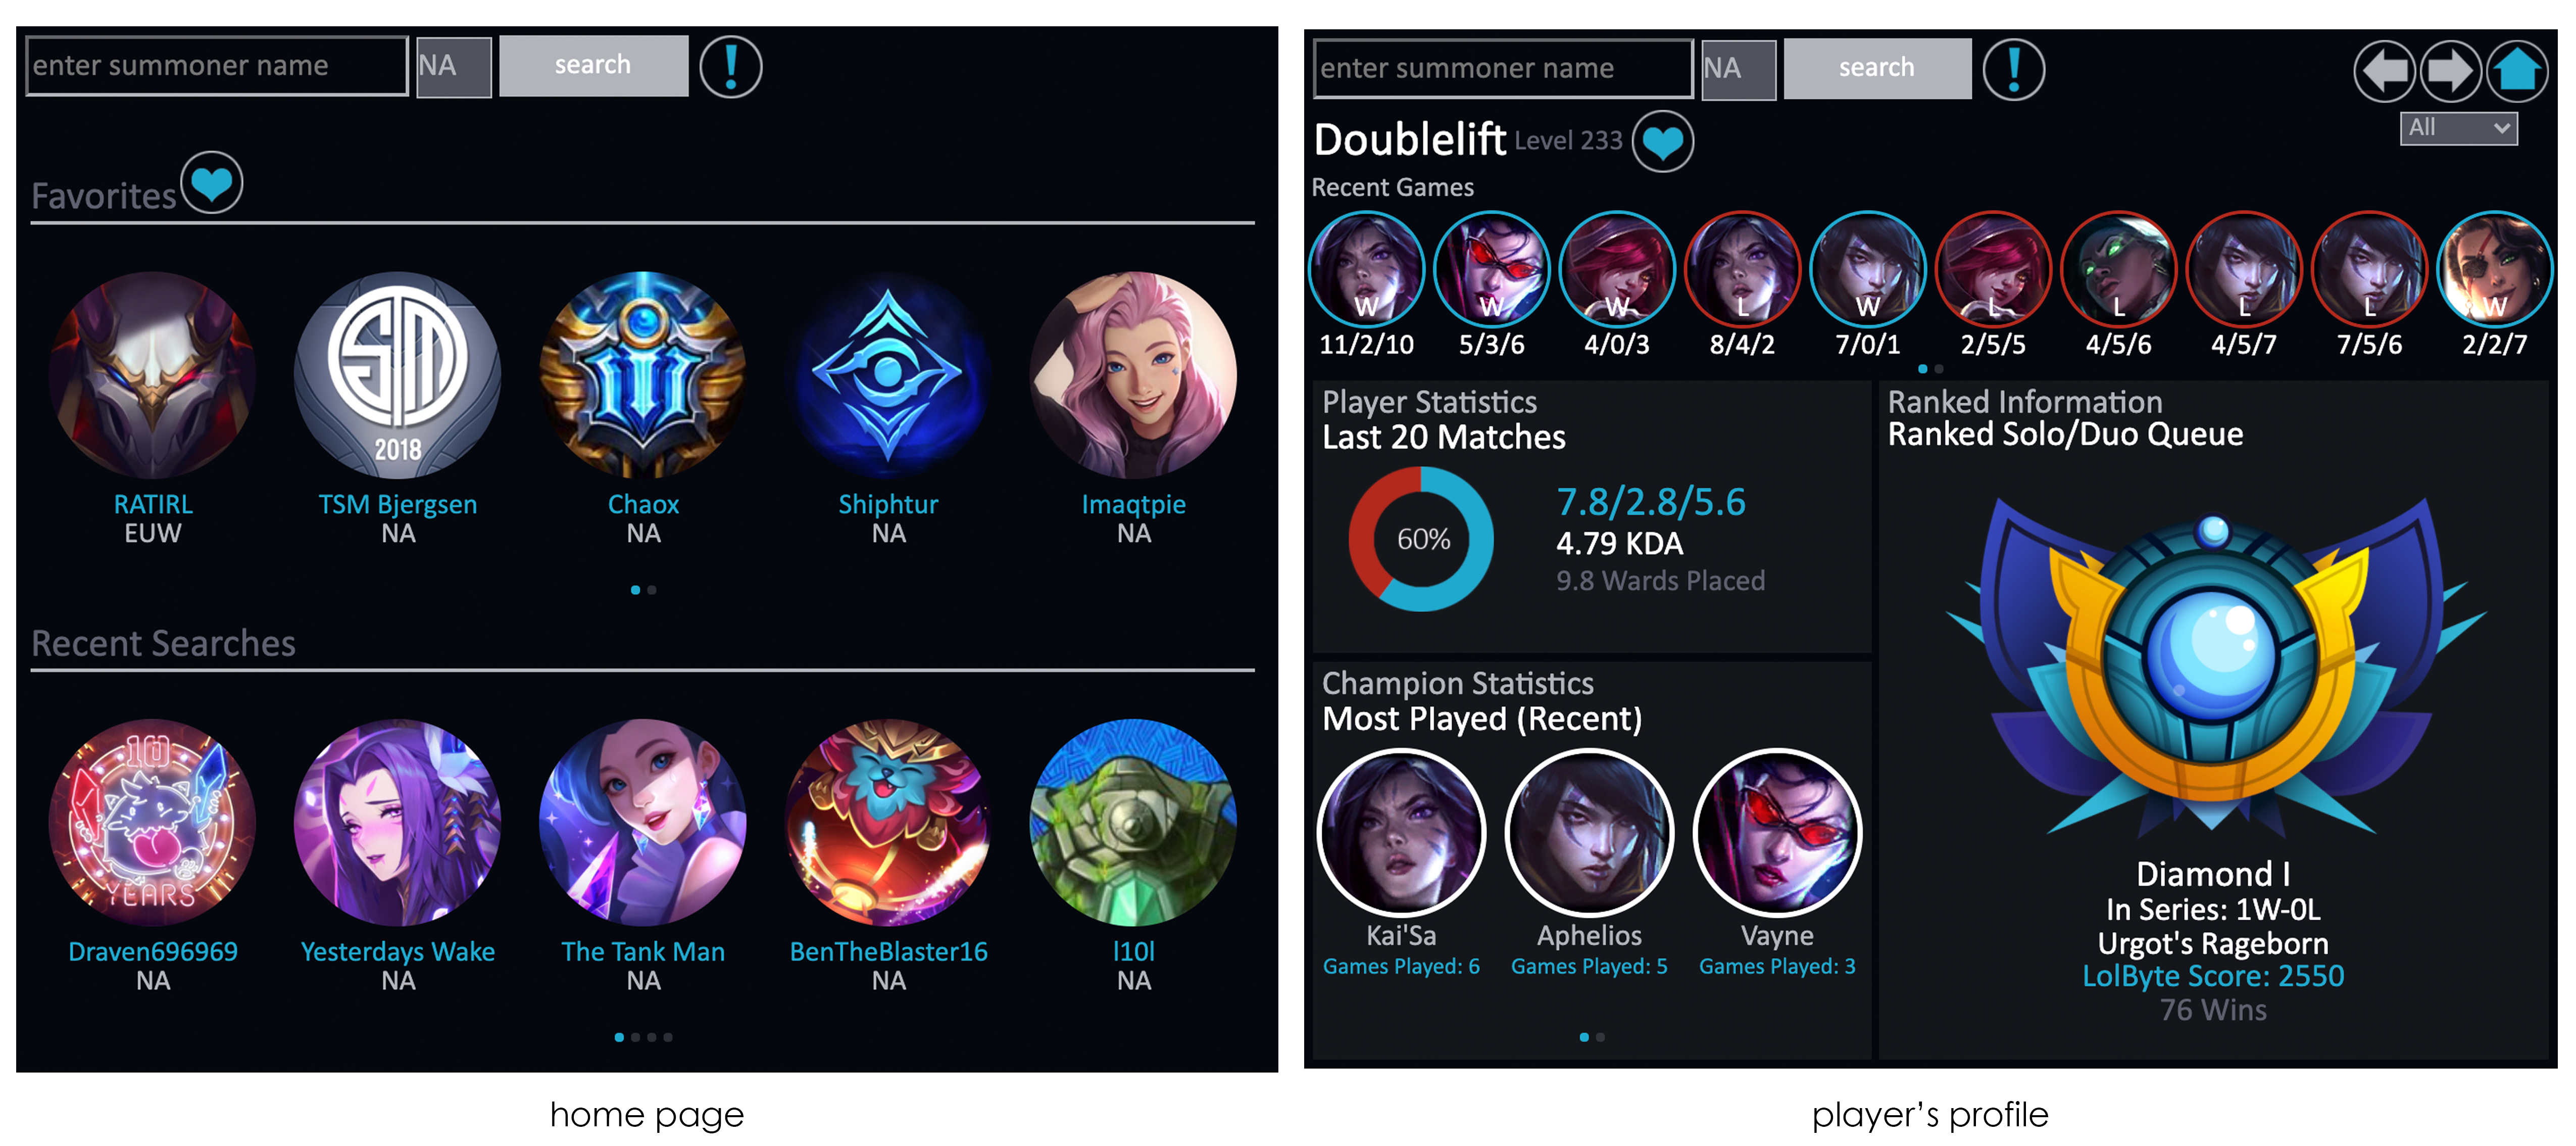 enter summoner name
NA
search
!
Favorites
2018
RATIRL
EUW
TSM Bjergsen
NA
Chaox
NA
Shiphtur
NA
Imaqtpie
NA
Recent Searches
10
YEARS
Draven696969
NA
Yesterdays Wake
NA
The Tank Man
NA
BenTheBlaster16
NA
l10l
NA
home page
enter summoner name
NA
search
!
All
Doublelift Level 233
Recent Games
W W W L W L L L L W
11/2/10 5/3/6 4/0/3 8/4/2 7/0/1 2/5/5 4/5/6 4/5/7 7/5/6 2/2/7
Player Statistics
Last 20 Matches
60%
7.8/2.8/5.6
4.79 KDA
9.8 Wards Placed
Champion Statistics
Most Played (Recent)
Kai'Sa
Games Played: 6
Aphelios
Games Played: 5
Vayne
Games Played: 3
Ranked Information
Ranked Solo/Duo Queue
Diamond I
In Series: 1W-0L
Urgot's Rageborn
LolByte Score: 2550
76 Wins
player's profile